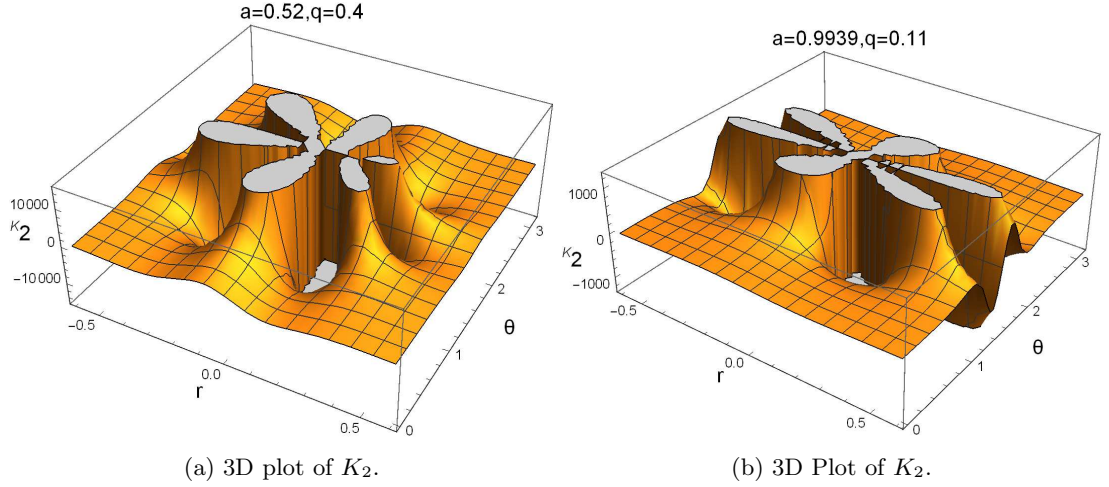 a=0.52,q=0.4
10000
K2
0
−10000
−0.5
0.0
0.5
r
0
1
2
3
θ
(a) 3D plot of K2.
a=0.9939,q=0.11
1000
0
K2
−1000
−0.5
0.0
0.5
r
0
1
2
3
θ
(b) 3D Plot of K2.